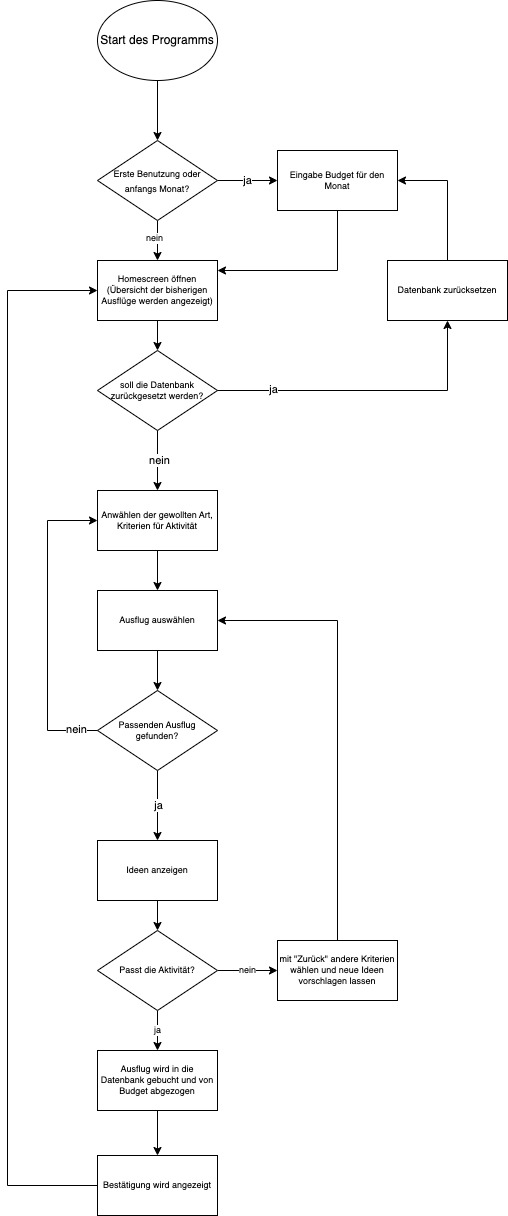 Start des Programms
Erste Benutzung oder
anfangs Monat?
ja
Eingabe Budget für den
Monat
nein
Homescreen öffnen
(Übersicht der bisherigen
Ausflüge werden angezeigt)
Datenbank zurücksetzen
soll die Datenbank
zurückgesetzt werden?
ja
nein
Anwählen der gewollten Art,
Kriterien für Aktivität
Ausflug auswählen
Passenden Ausflug
gefunden?
nein
ja
Ideen anzeigen
Passt die Aktivität?
nein
mit "Zurück" andere Kriterien
wählen und neue Ideen
vorschlagen lassen
ja
Ausflug wird in die
Datenbank gebucht und von
Budget abgezogen
Bestätigung wird angezeigt